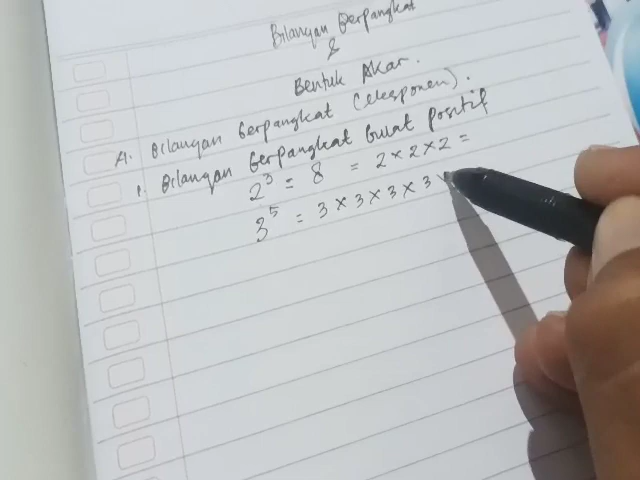 Bilangan Berpangkat
&
Bentuk Akar.
A. Bilangan berpangkat (eksponen).
1. Bilangan berpangkat bulat positif
2³ = 8 = 2 × 2 × 2 =
3⁵ = 3 × 3 × 3 × 3